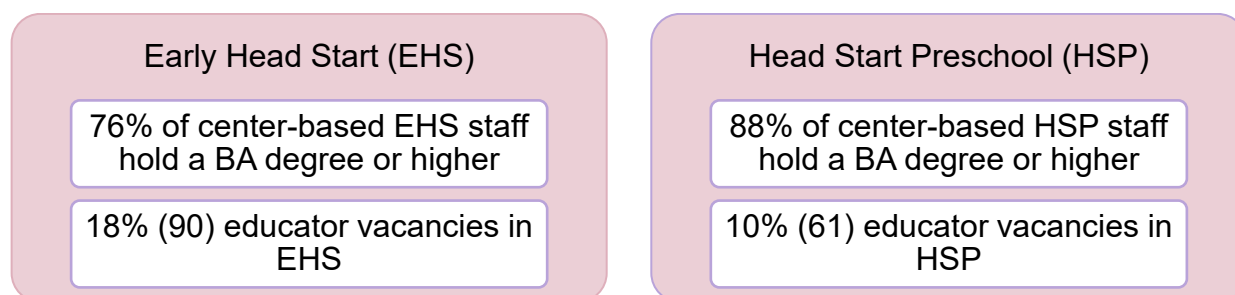 Early Head Start (EHS)
76% of center-based EHS staff
hold a BA degree or higher
18% (90) educator vacancies in
EHS
Head Start Preschool (HSP)
88% of center-based HSP staff
hold a BA degree or higher
10% (61) educator vacancies in
HSP